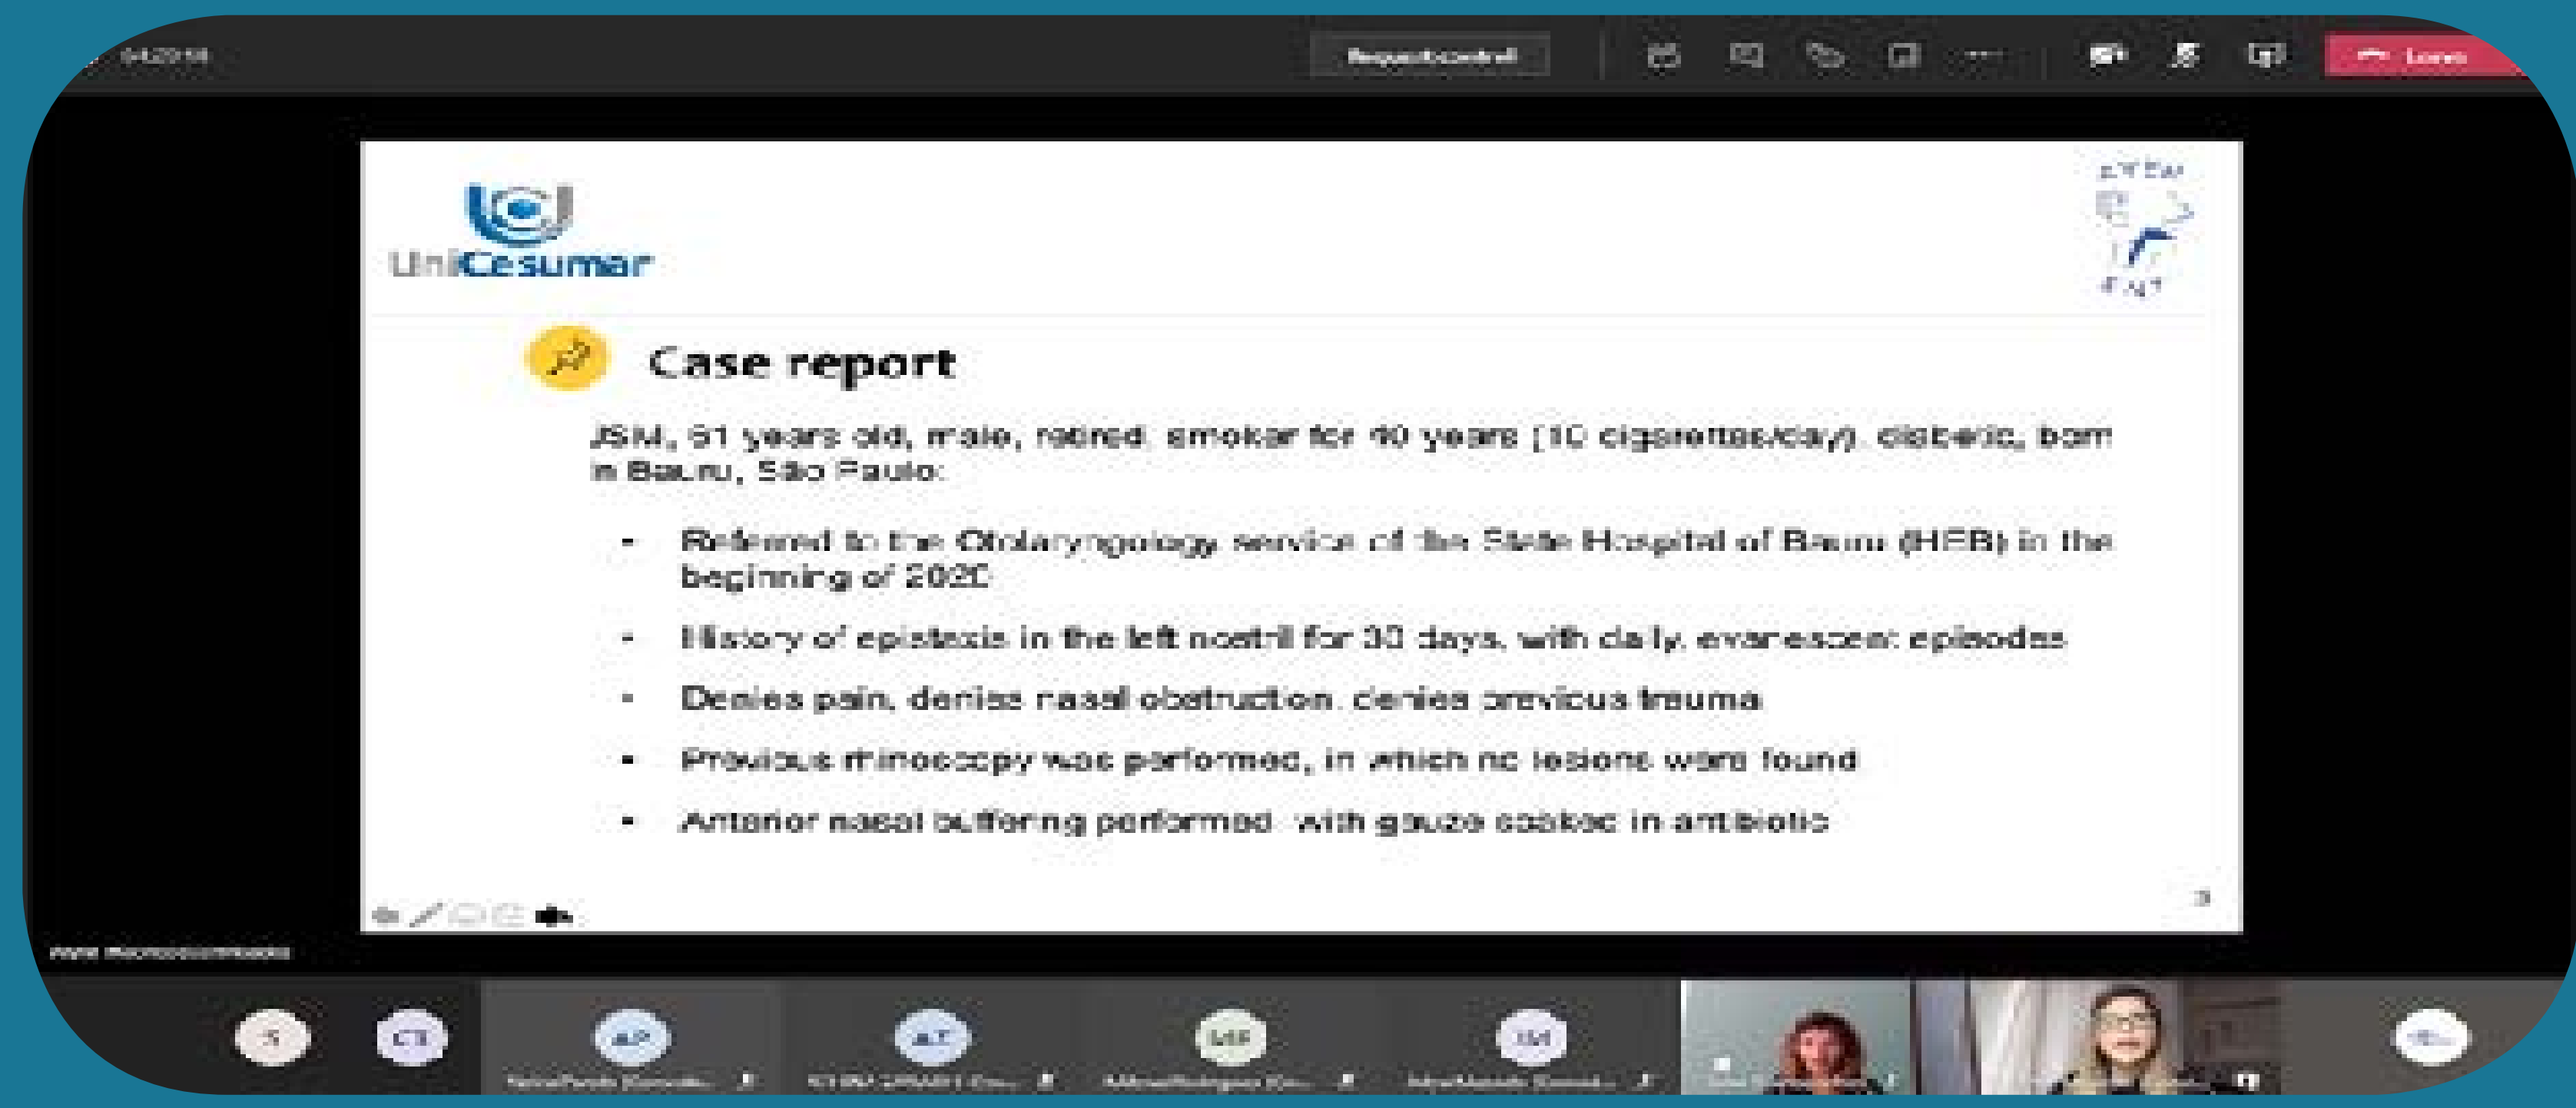 Request control
Leave
UniCesumar
Case report
JSM, 61 years old, male, retired, smoker for 40 years (10 cigarettes/day), diabetic, born
in Bauru, São Paulo:
- Referred to the Otolaryngology service of the State Hospital of Bauru (HEB) in the
beginning of 2020
- History of epistaxis in the left nostril for 30 days, with daily, evanescent episodes
- Denies pain, denies nasal obstruction, denies previous trauma
- Previous rhinoscopy was performed, in which no lesions were found
- Anterior nasal buffering performed with gauze soaked in antibiotic
3
S